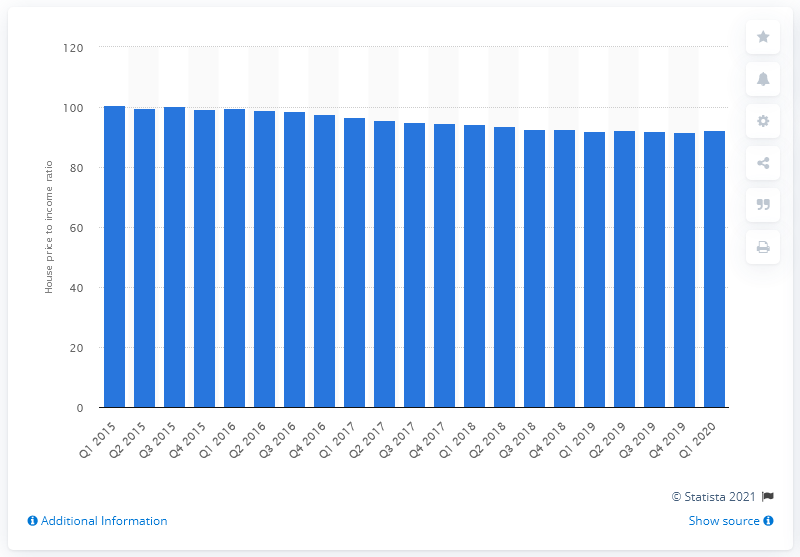 120
100
80
60
40
20
0
House price to income ratio
Q1 2015
Q2 2015
Q3 2015
Q4 2015
Q1 2016
Q2 2016
Q3 2016
Q4 2016
Q1 2017
Q2 2017
Q3 2017
Q4 2017
Q1 2018
Q2 2018
Q3 2018
Q4 2018
Q1 2019
Q2 2019
Q3 2019
Q4 2019
Q1 2020
© Statista 2021
Additional Information
Show source